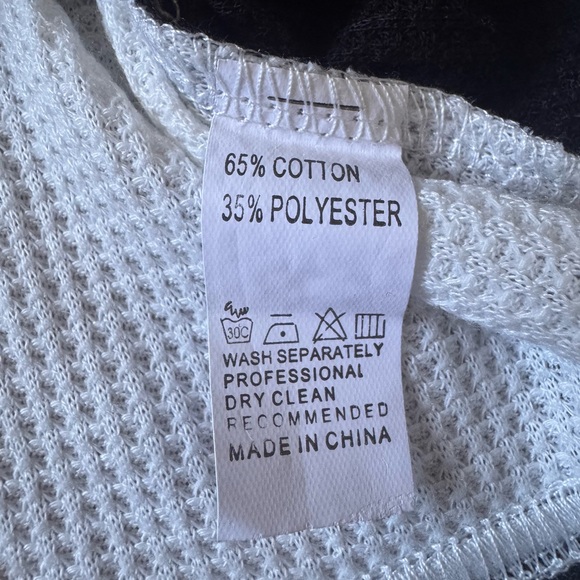 65% COTTON
35% POLYESTER
30C
WASH SEPARATELY
PROFESSIONAL
DRY CLEAN
RECOMMENDED
MADE IN CHINA